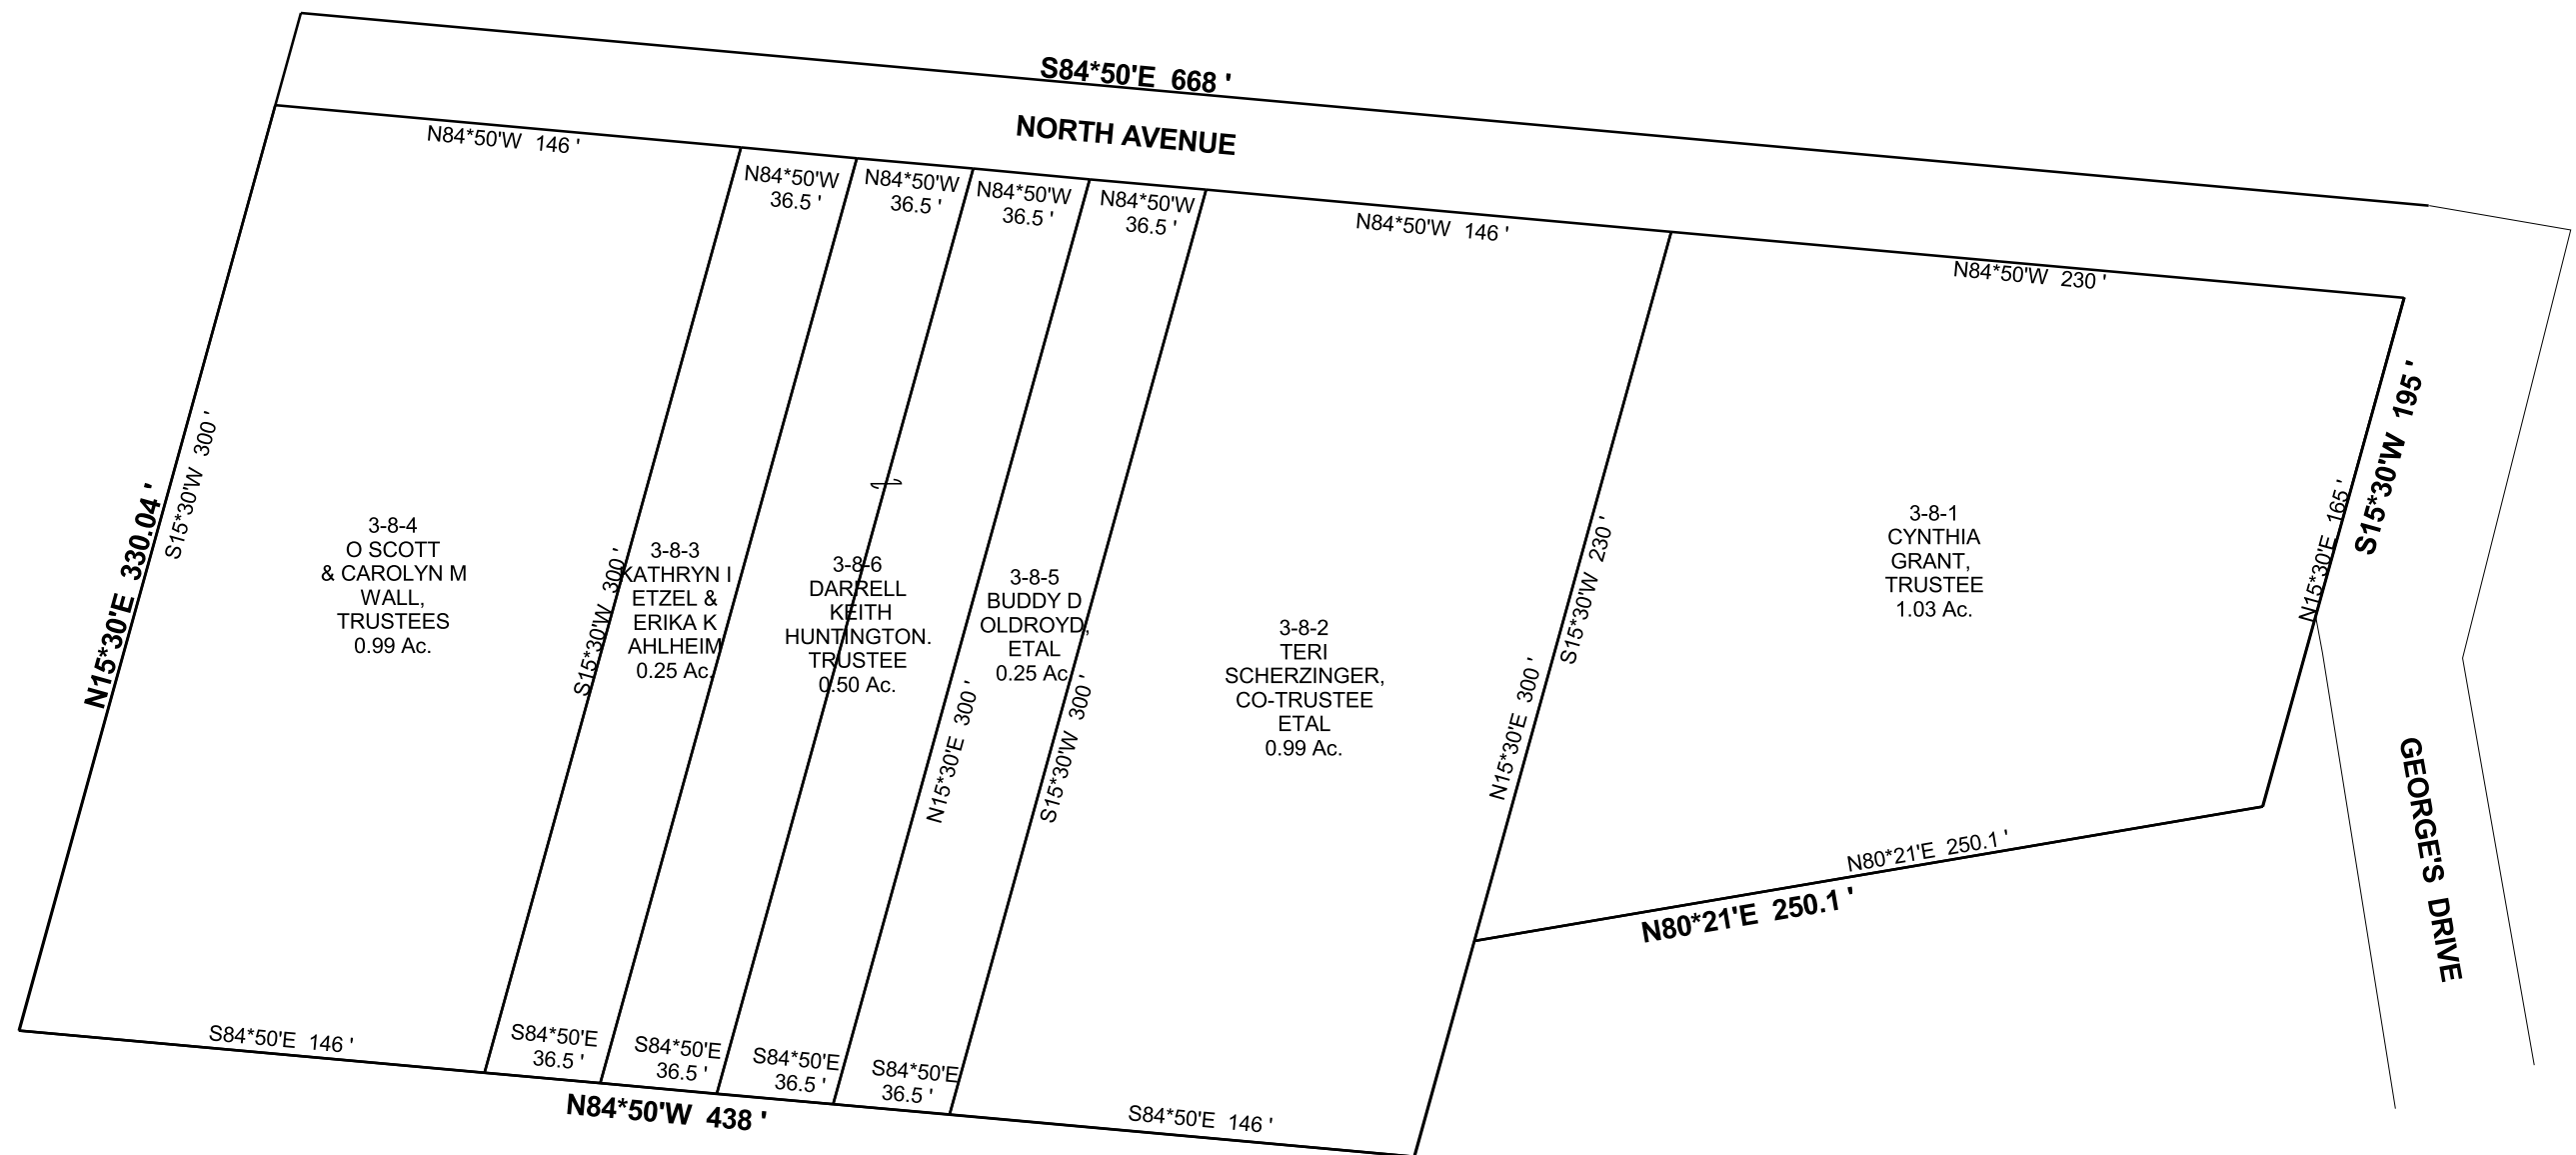 S84*50'E 668 '
NORTH AVENUE
N84*50'W 146 '
N84*50'W
36.5 '
N84*50'W
36.5 '
N84*50'W
36.5 '
N84*50'W
36.5 '
N84*50'W 146 '
N84*50'W 230 '
N15*30'E 330.04 '
S15*30'W 300 '
3-8-4
O SCOTT
& CAROLYN M
WALL,
TRUSTEES
0.99 Ac.
S15*30'W 300 '
3-8-3
KATHRYN I
ETZEL &
ERIKA K
AHLHEIM
0.25 Ac.
3-8-6
DARRELL
KEITH
HUNTINGTON.
TRUSTEE
0.50 Ac.
N15*30'E 300 '
3-8-5
BUDDY D
OLDROYD,
ETAL
0.25 Ac.
S15*30'W 300 '
3-8-2
TERI
SCHERZINGER,
CO-TRUSTEE
ETAL
0.99 Ac.
N15*30'E 300 '
S15*30'W 230 '
3-8-1
CYNTHIA
GRANT,
TRUSTEE
1.03 Ac.
N15*30'E 165 '
S15*30'W 195 '
N80*21'E 250.1 '
N80*21'E 250.1 '
GEORGE'S DRIVE
S84*50'E 146 '
S84*50'E
36.5 '
S84*50'E
36.5 '
S84*50'E
36.5 '
S84*50'E
36.5 '
S84*50'E 146 '
N84*50'W 438 '